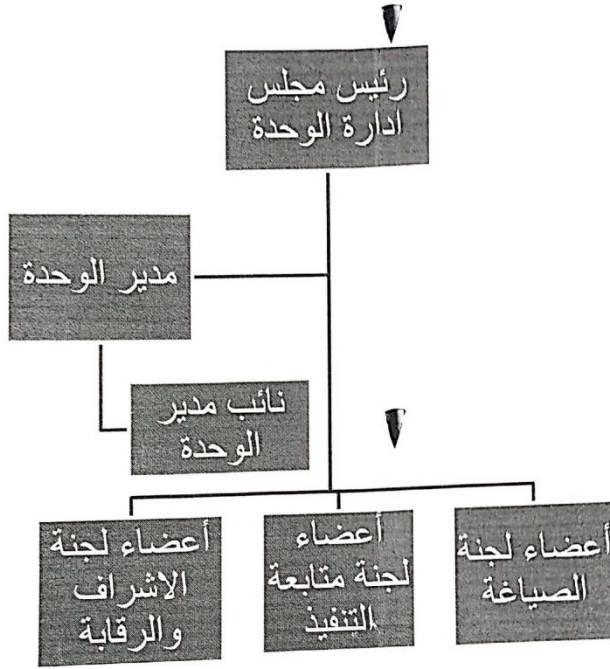 رئيس مجلس
ادارة الوحدة
مدير الوحدة
نائب مدير
الوحدة
أعضاء لجنة
الصياغة
أعضاء
لجنة متابعة
التنفيذ
أعضاء لجنة
الاشراف
والرقابة